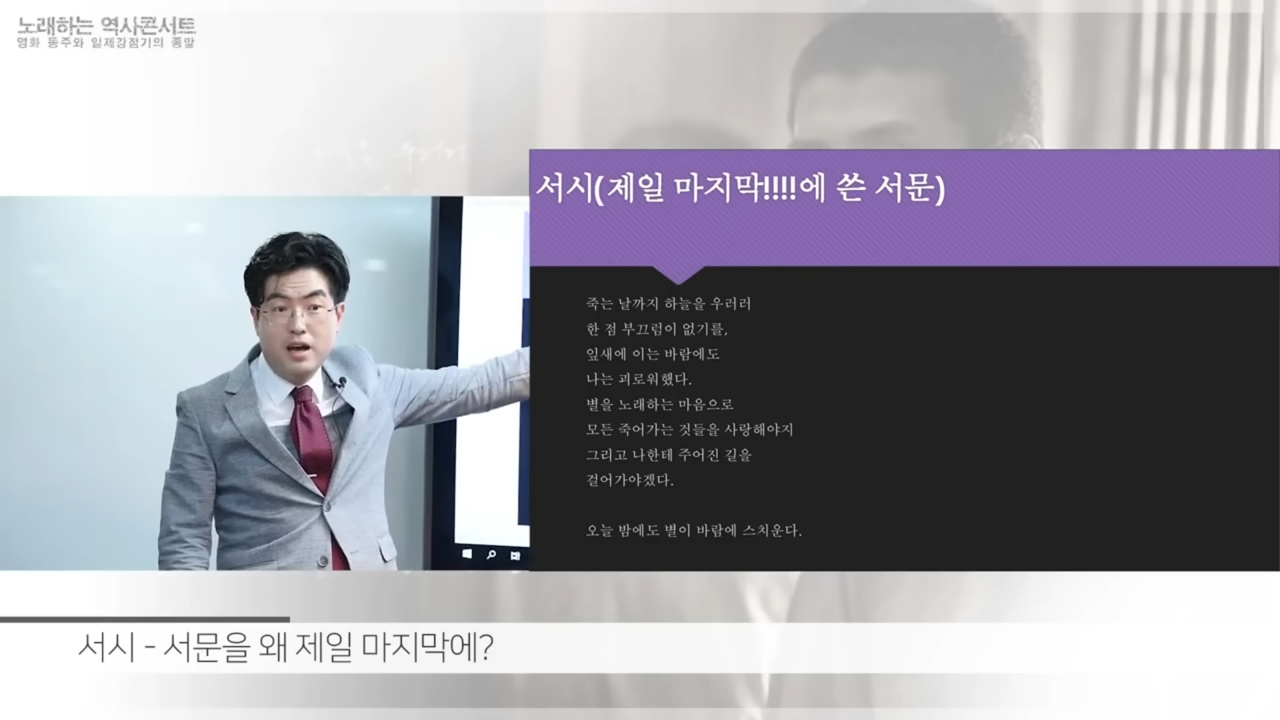 노래하는 역사콘서트
영화 동주와 일제강점기의 종말
서시(제일 마지막!!!!에 쓴 서문)
죽는 날까지 하늘을 우러러
한 점 부끄럼이 없기를,
잎새에 이는 바람에도
나는 괴로워했다.
별을 노래하는 마음으로
모든 죽어가는 것들을 사랑해야지
그리고 나한테 주어진 길을
걸어가야겠다.
오늘 밤에도 별이 바람에 스치운다.
서시 - 서문을 왜 제일 마지막에?